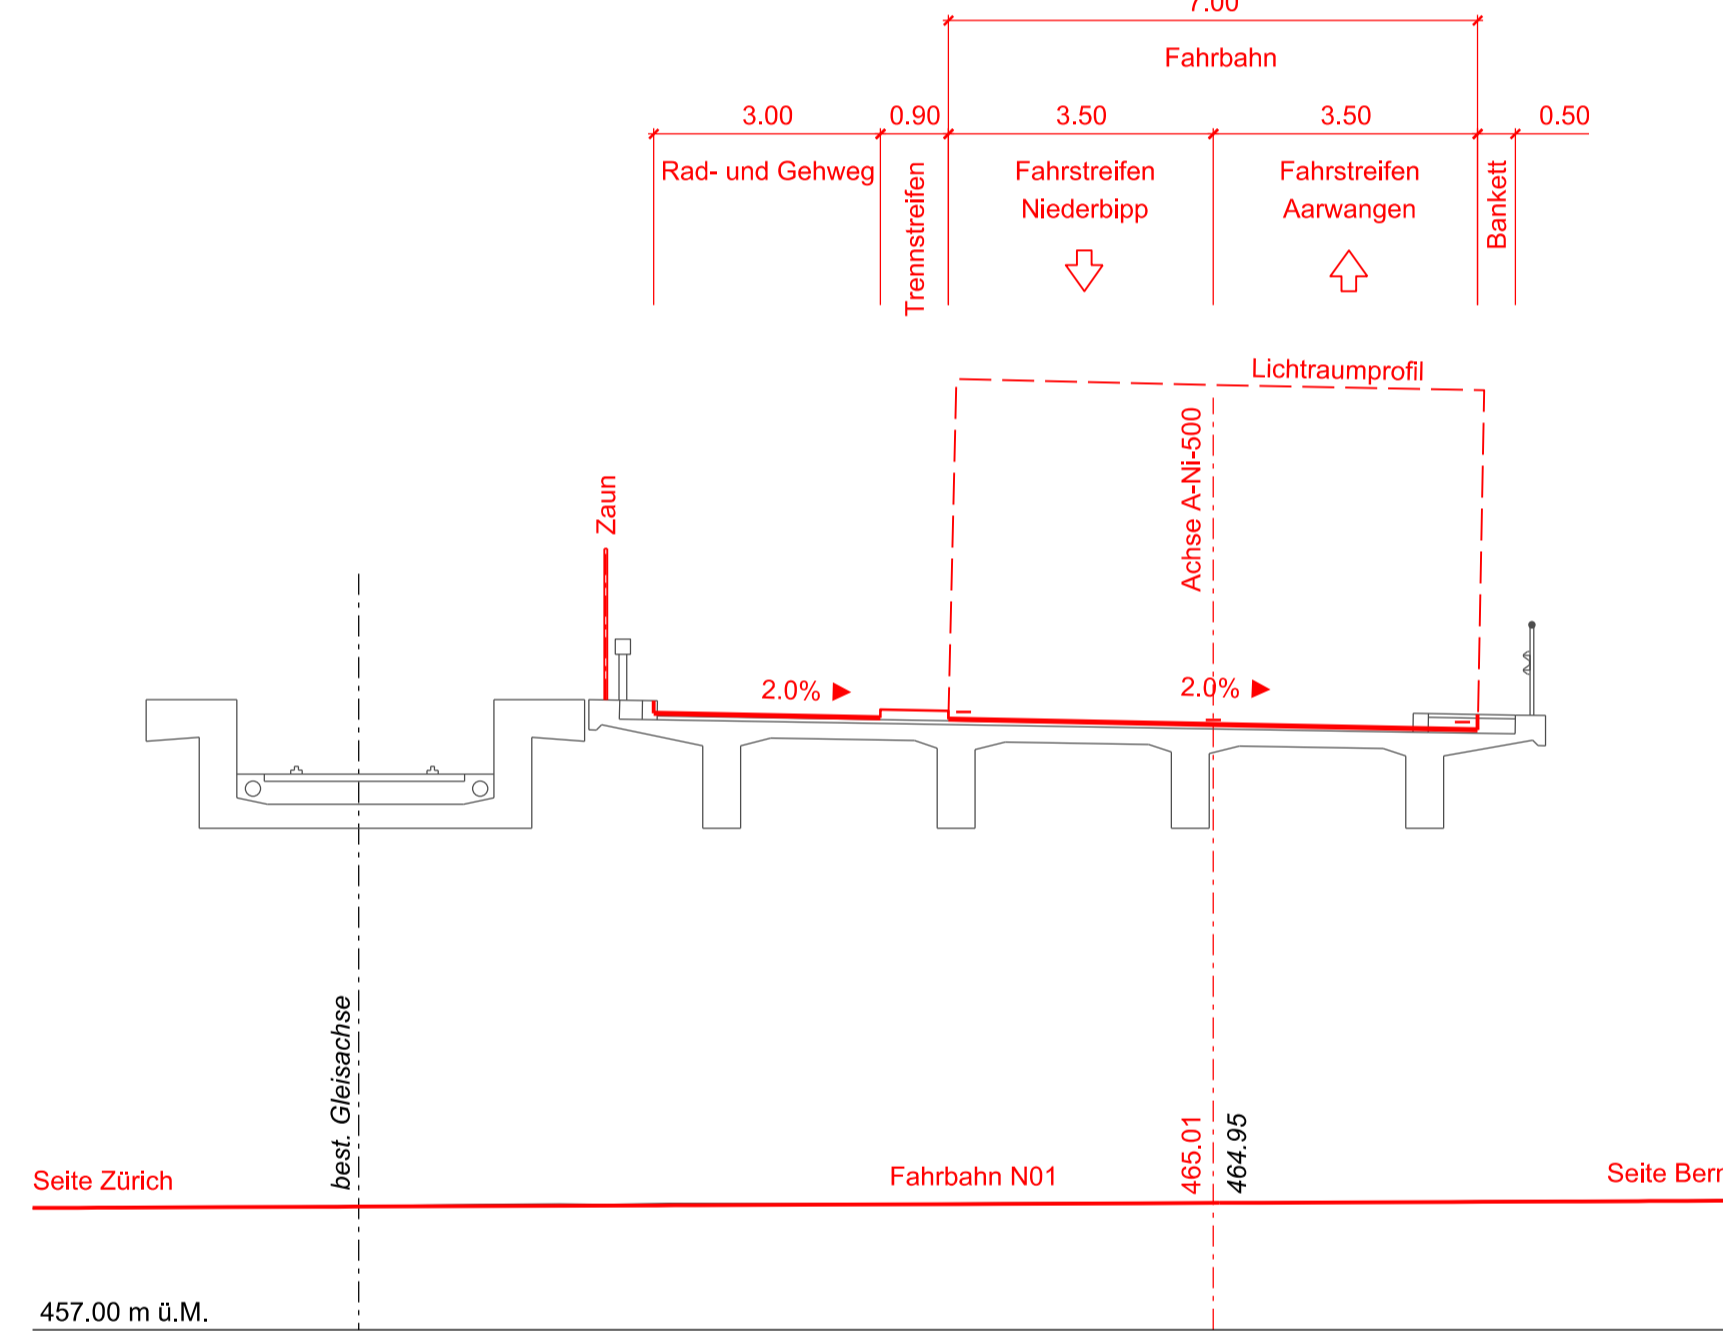 7.00
Fahrbahn
3.00
0.90
3.50
3.50
0.50
Rad- und Gehweg
Trennstreifen
Fahrstreifen
Niederbipp
Fahrstreifen
Aarwangen
Bankett
Lichtraumprofil
Achse A-Ni-500
Zaun
2.0%
2.0%
best. Gleisachse
465.01
464.95
Seite Zürich
Fahrbahn N01
Seite Bern
457.00 m ü.M.